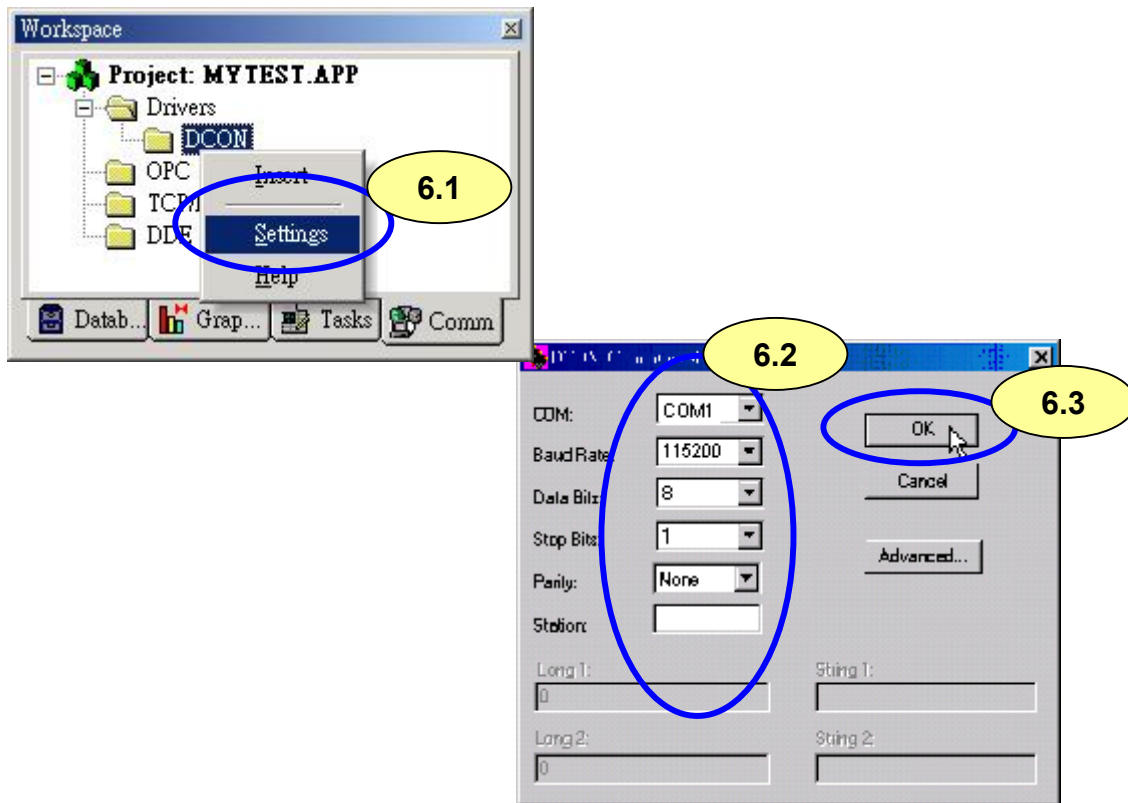 Workspace
Project: MYTEST.APP
Drivers
DCON
OPC
DDE
Insert
Settings
Help
6.1
Datab...
Grap...
Tasks
Comm
6.2
6.3
COM:
COM1
Baud Rate:
115200
Data Bits:
8
Stop Bits:
1
Parity:
None
Station:
OK
Cancel
Advanced...
Long 1:
0
String 1:
Long 2:
0
String 2: